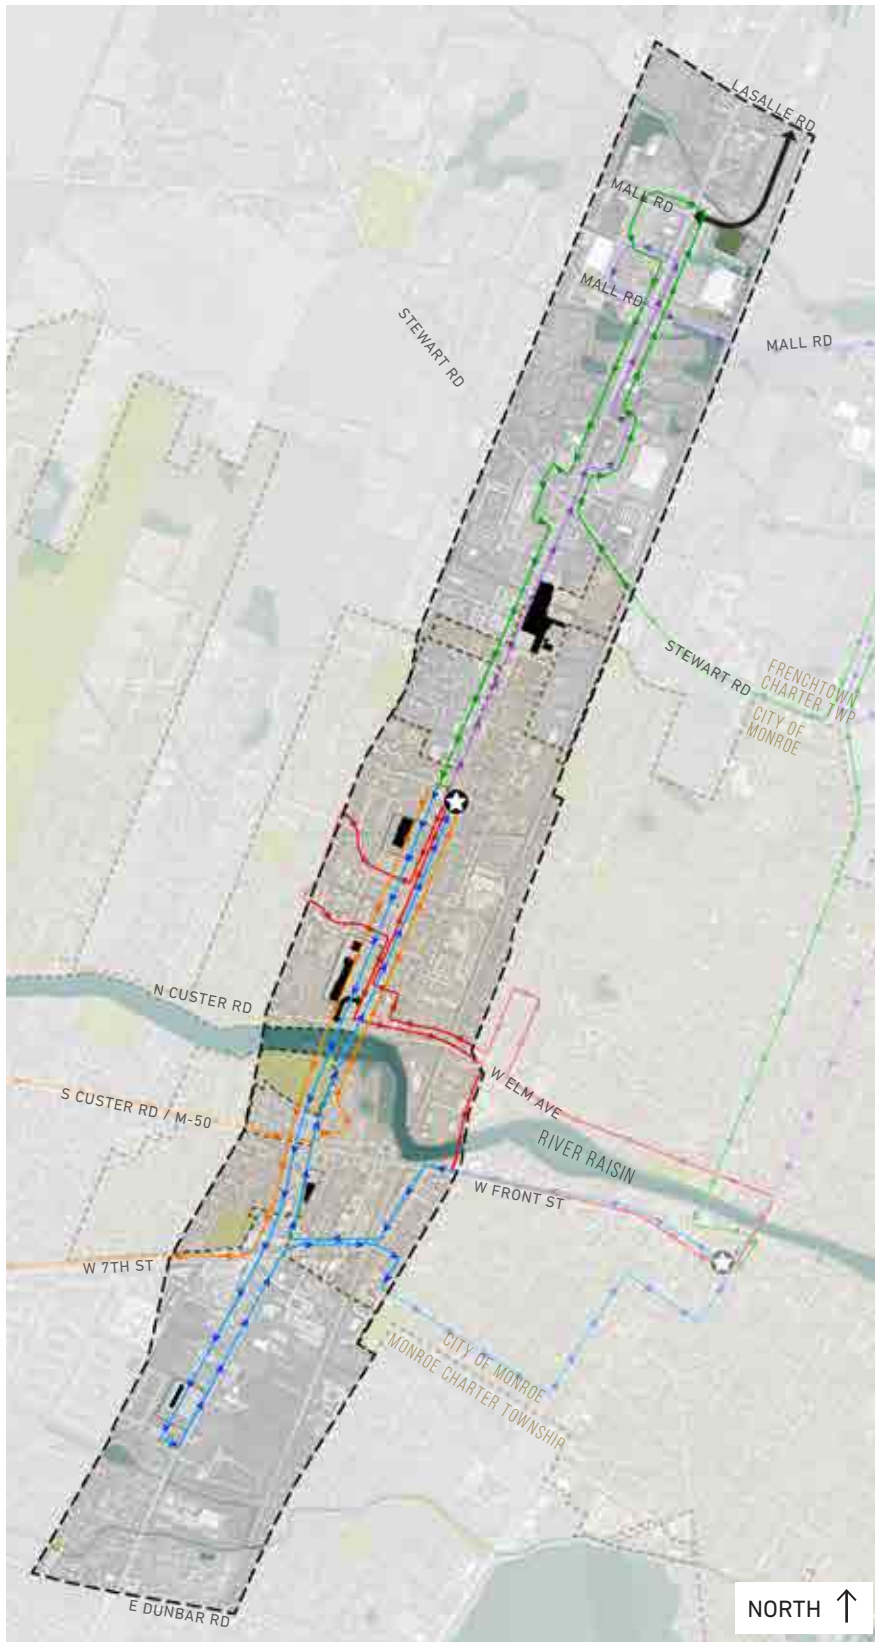 LASALLE RD
MALL RD
MALL RD
STEWART RD
MALL RD
STEWART RD
FRENCHTOWN
CHARTER TWP
CITY OF
MONROE
N CUSTER RD
S CUSTER RD / M-50
W ELM AVE
RIVER RAISIN
W FRONT ST
W 7TH ST
CITY OF MONROE
MONROE CHARTER TOWNSHIP
E DUNBAR RD
NORTH